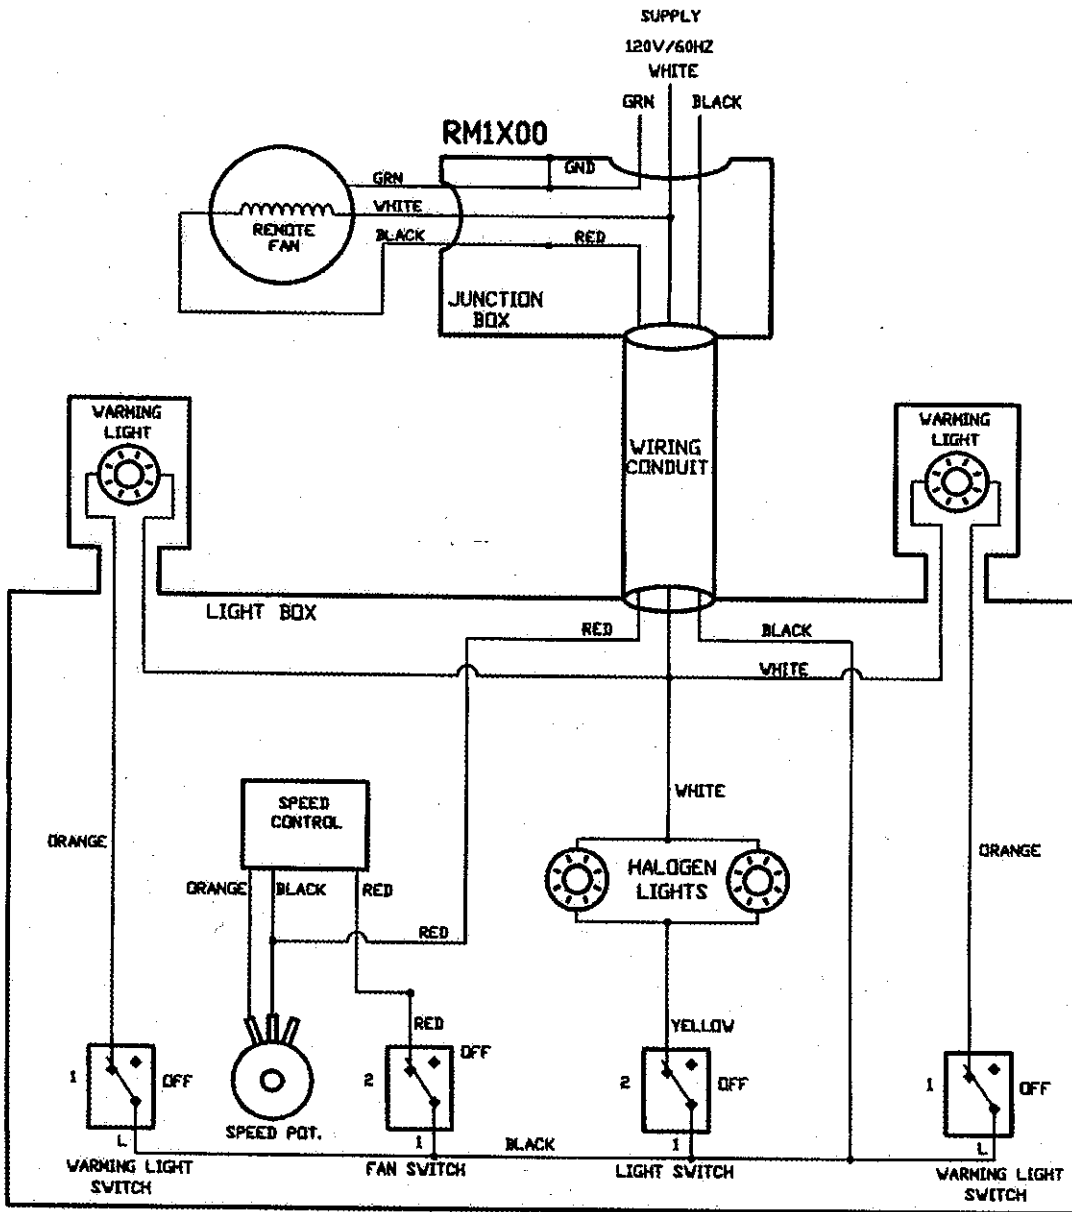 SUPPLY
120V/60HZ
WHITE
GRN BLACK
RM1X00
GND
GRN
WHITE
REMOTE
FAN
BLACK
RED
JUNCTION
BOX
WARMING
LIGHT
WARMING
LIGHT
WIRING
CONDUIT
LIGHT BOX
RED
BLACK
WHITE
SPEED
CONTROL
WHITE
ORANGE
ORANGE
ORANGE BLACK RED
HALOGEN
LIGHTS
RED
RED
YELLOW
1 OFF
2 OFF
2 OFF
1 OFF
L
SPEED POT.
1
BLACK
1
L
WARMING LIGHT
SWITCH
FAN SWITCH
LIGHT SWITCH
WARMING LIGHT
SWITCH